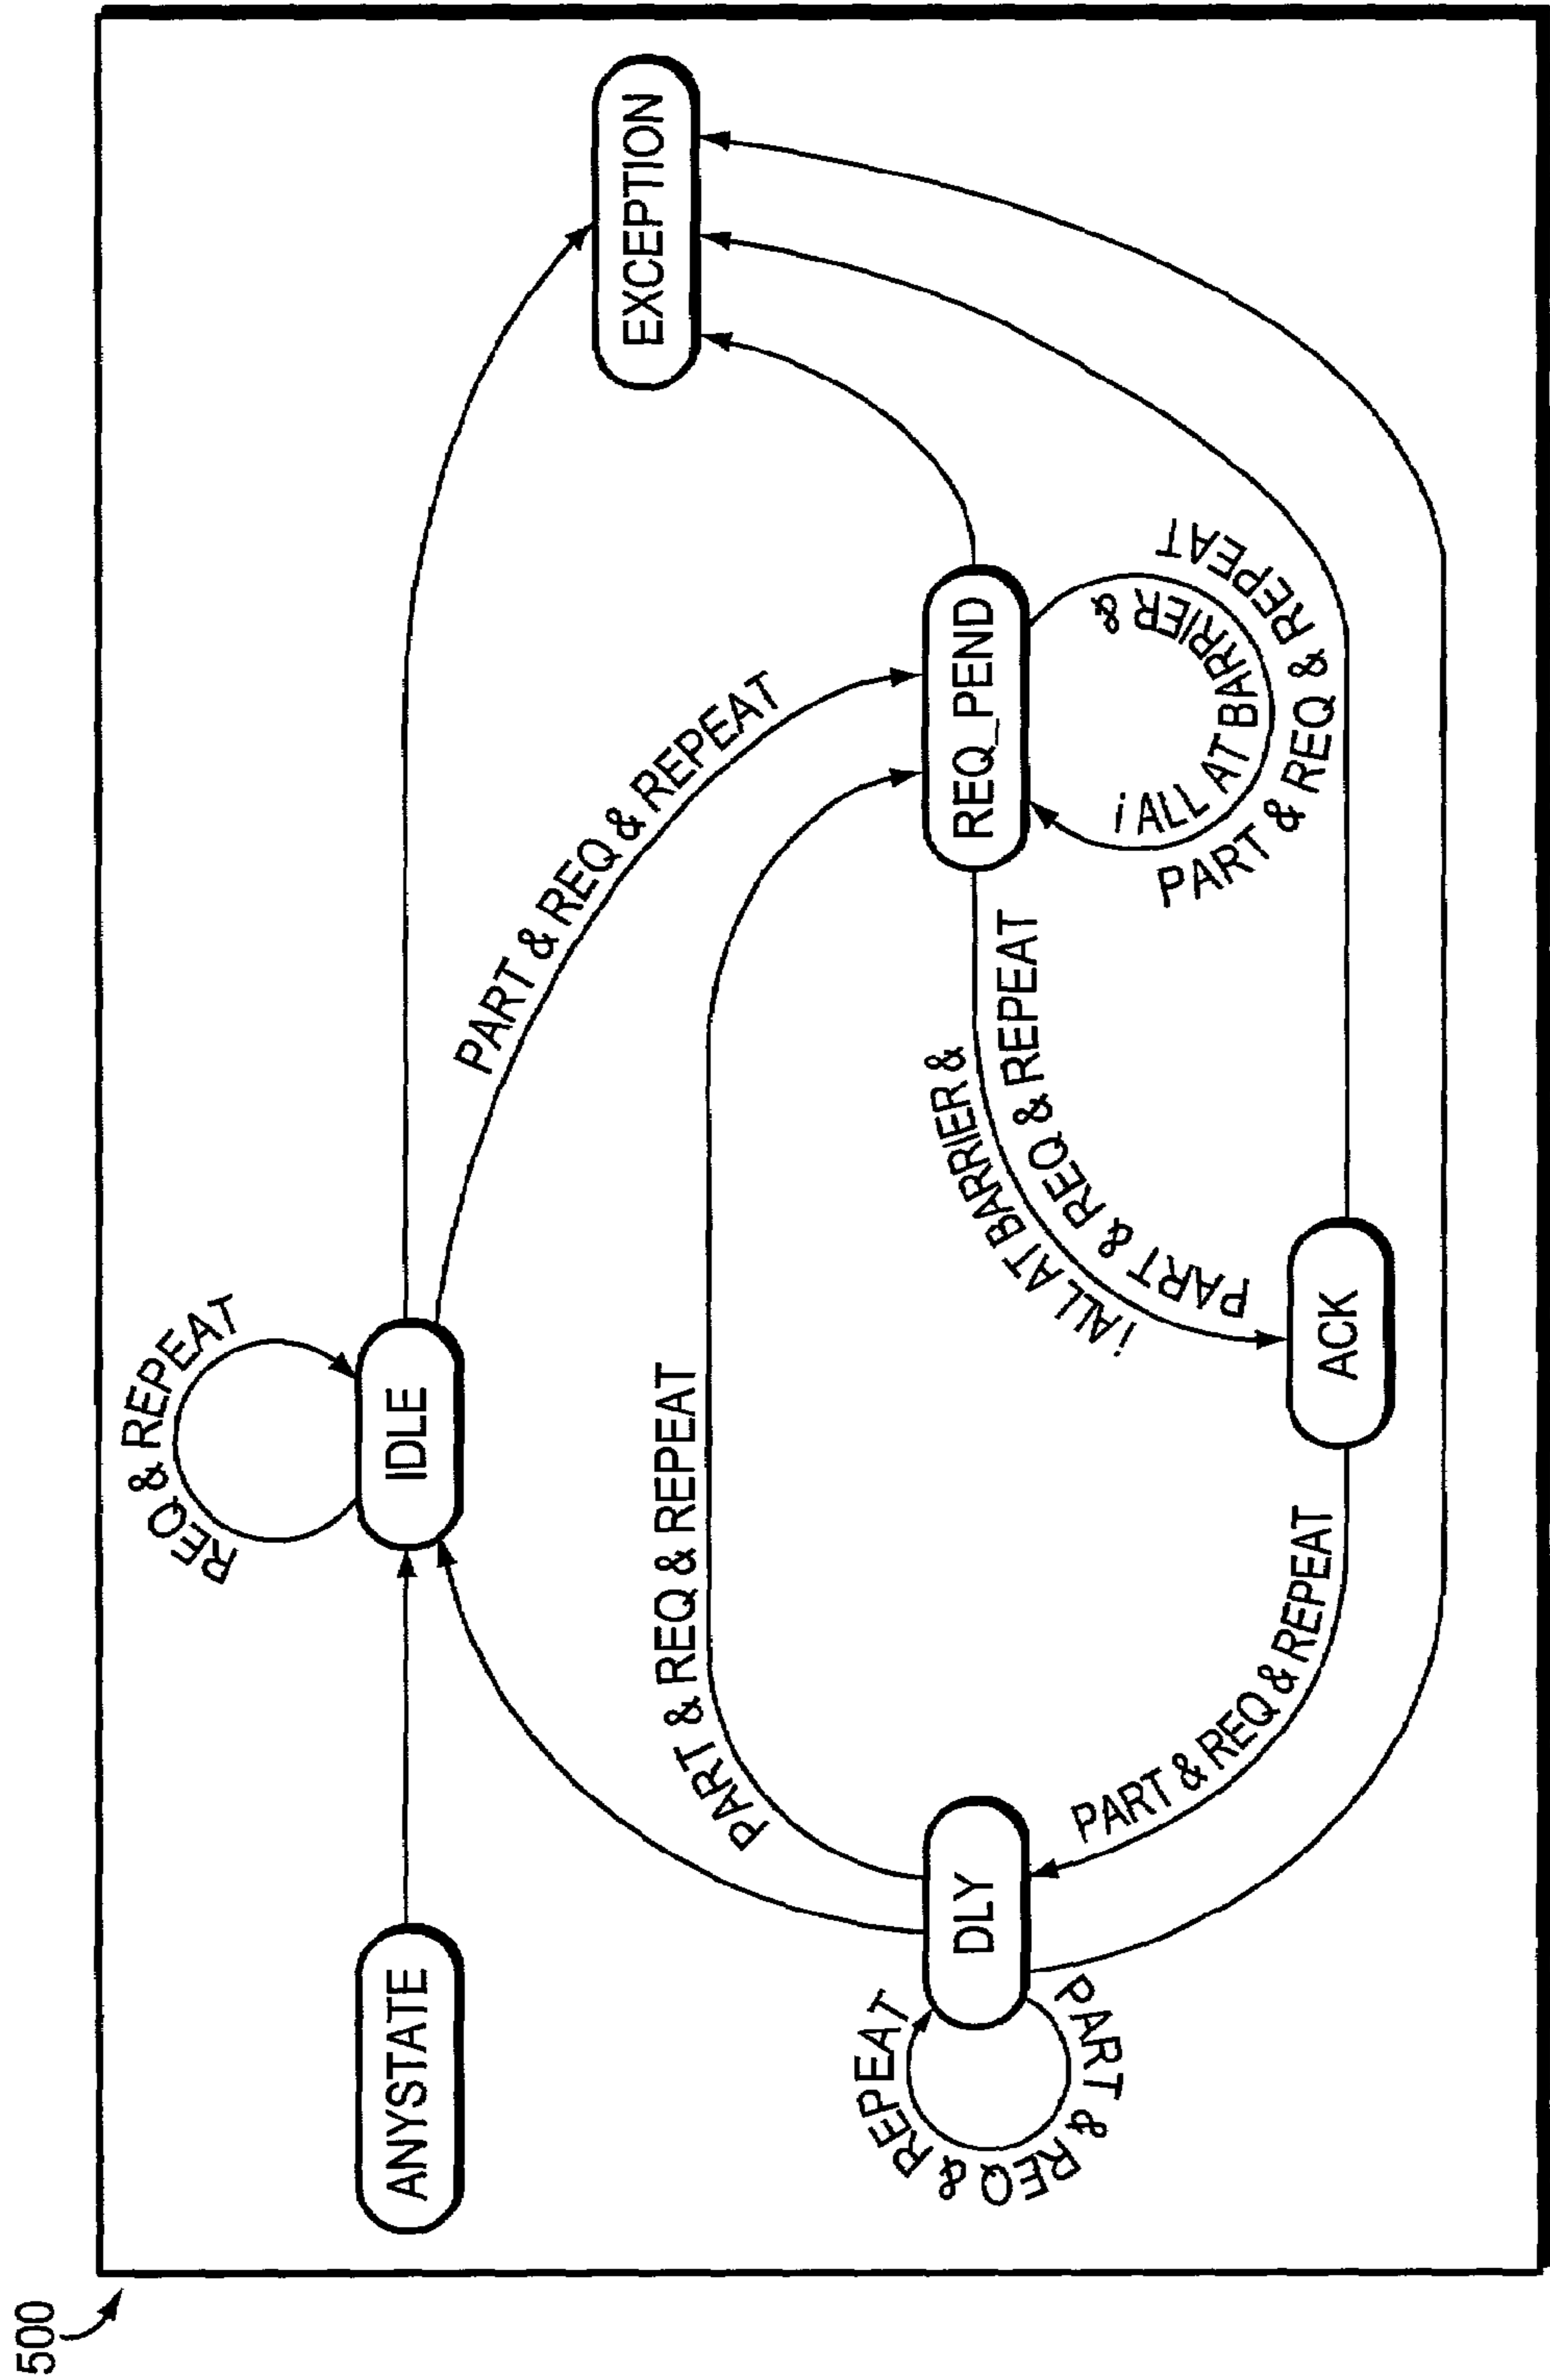 500
REQ & REPEAT
ANYSTATE
IDLE
PART & REQ & REPEAT
EXCEPTION
PART & REQ & REPEAT
PART & REQ & REPEAT
DLY
REQ_PEND
i ALL AT BARRIER &
PART & REQ & REPEAT
i ALL AT BARRIER &
PART & REQ & REPEAT
PART & REQ & REPEAT
ACK